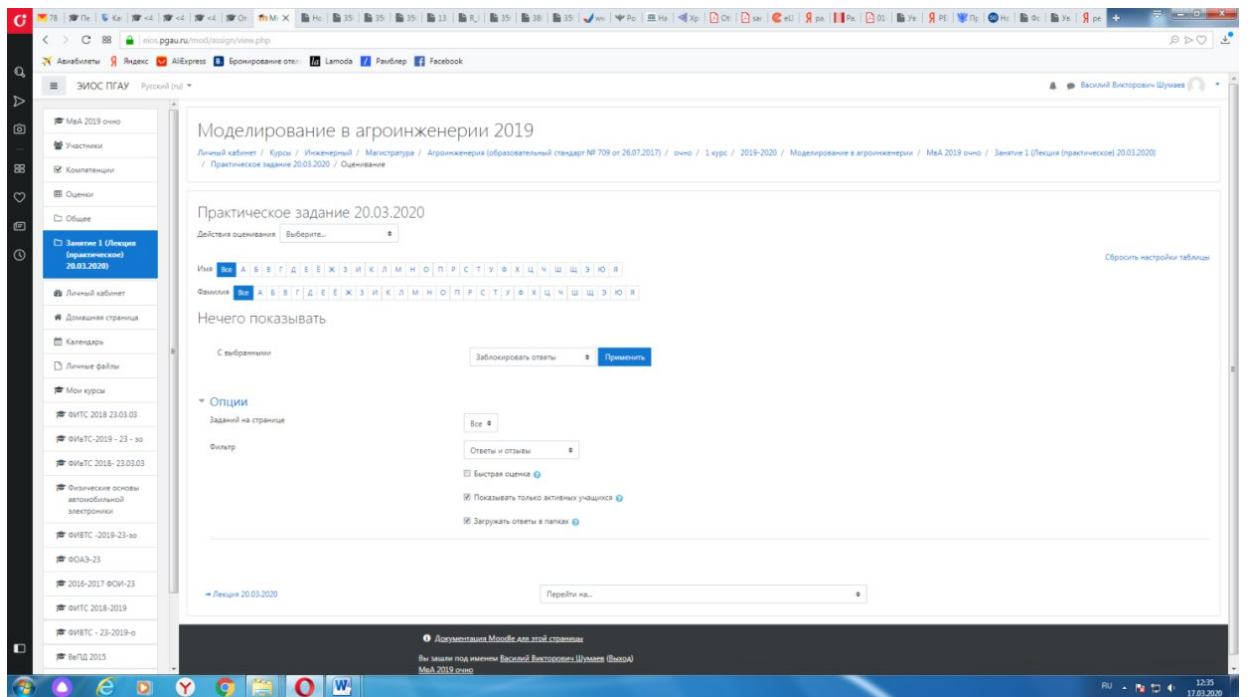 eios.pgau.ru/mod/assign/view.php
Авиабилеты Яндекс AliExpress Бронирование отел Lamoda Рамблер Facebook
ЭИОС ПГАУ Русский (ru)
Василий Викторович Шумаев
МвА 2019 очно
Участники
Компетенции
Оценки
Общее
Занятие 1 (Лекция
(практическое)
20.03.2020)
Личный кабинет
Домашняя страница
Календарь
Личные файлы
Мои курсы
ФИТС 2018 23.03.03
ФИвТС-2019 - 23 - зо
ФИвТС 2018- 23.03.03
Физические основы
автомобильной
электроники
ФИВТС -2019-23-зо
ФОАЭ-23
2016-2017 ФОИ-23
ФИТС 2018-2019
ФИВТС - 23-2019-о
ВеПД 2015
Моделирование в агроинженерии 2019
Личный кабинет / Курсы / Инженерный / Магистратура / Агроинженерия (образовательный стандарт № 709 от 26.07.2017) / очно / 1 курс / 2019-2020 / Моделирование в агроинженерии / МвА 2019 очно / Занятие 1 (Лекция (практическое) 20.03.2020)
/ Практическое задание 20.03.2020 / Оценивание
Практическое задание 20.03.2020
Действия оценивания Выберите...
Сбросить настройки таблицы
Имя Все А Б В Г Д Е Ё Ж З И К Л М Н О П Р С Т У Ф Х Ц Ч Ш Щ Э Ю Я
Фамилия Все А Б В Г Д Е Ё Ж З И К Л М Н О П Р С Т У Ф Х Ц Ч Ш Щ Э Ю Я
Нечего показывать
С выбранными Заблокировать ответы Применить
Опции
Заданий на странице Все
Фильтр Ответы и отзывы
Быстрая оценка
Показывать только активных учащихся
Загружать ответы в папках
Лекция 20.03.2020 Перейти на...
Документация Moodle для этой страницы
Вы зашли под именем Василий Викторович Шумаев (Выход)
МвА 2019 очно
RU 12:35
17.03.2020